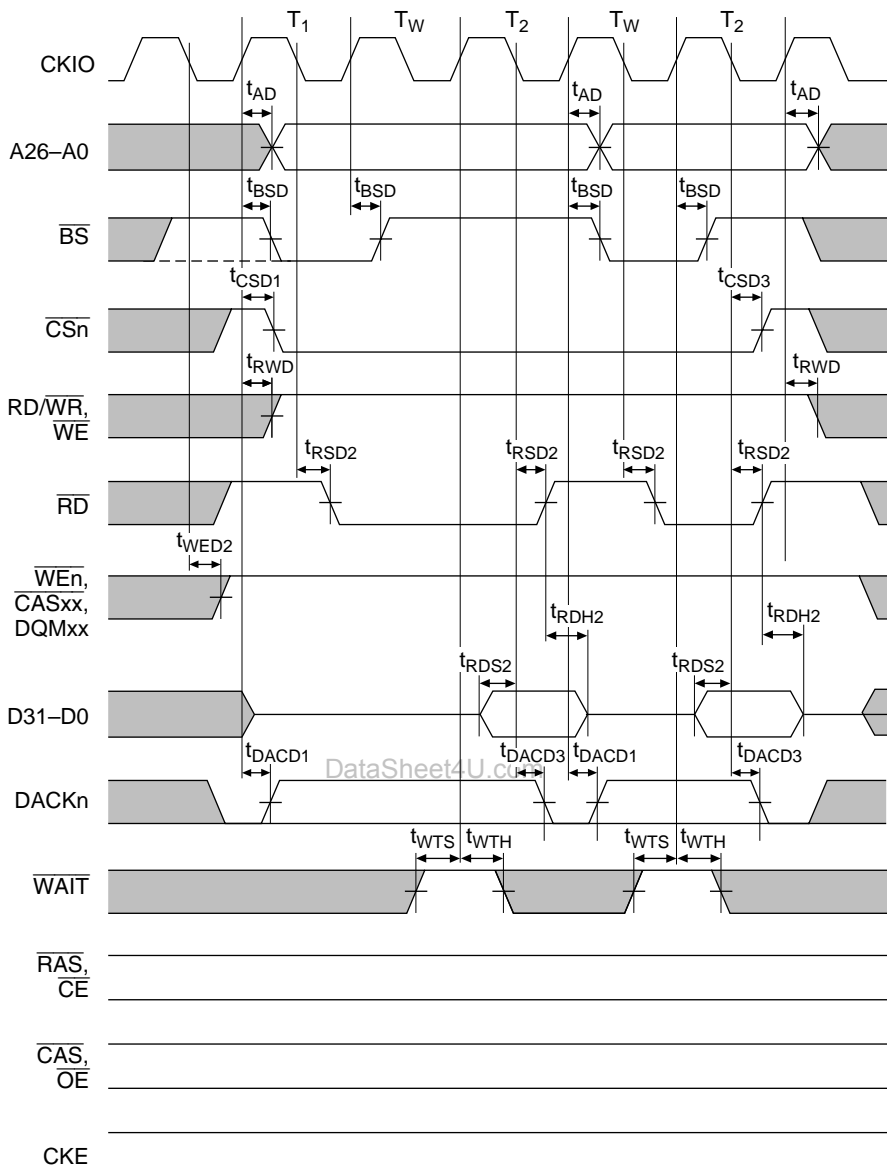 T1 TW T2 TW T2
CKIO
tAD tAD tAD
A26–A0
tBSD tBSD tBSD tBSD
BS
tCSD1 tCSD3
CSn
tRWD tRWD
RD/WR,
WE
tRSD2 tRSD2 tRSD2 tRSD2
RD
tWED2
WEn,
CASxx,
DQMxx
tRDH2 tRDH2
tRDS2 tRDS2
D31–D0
tDACD1 tDACD3 tDACD1 tDACD3
DataSheet4U.com
DACKn
tWTS tWTH tWTS tWTH
WAIT
RAS,
CE
CAS,
OE
CKE